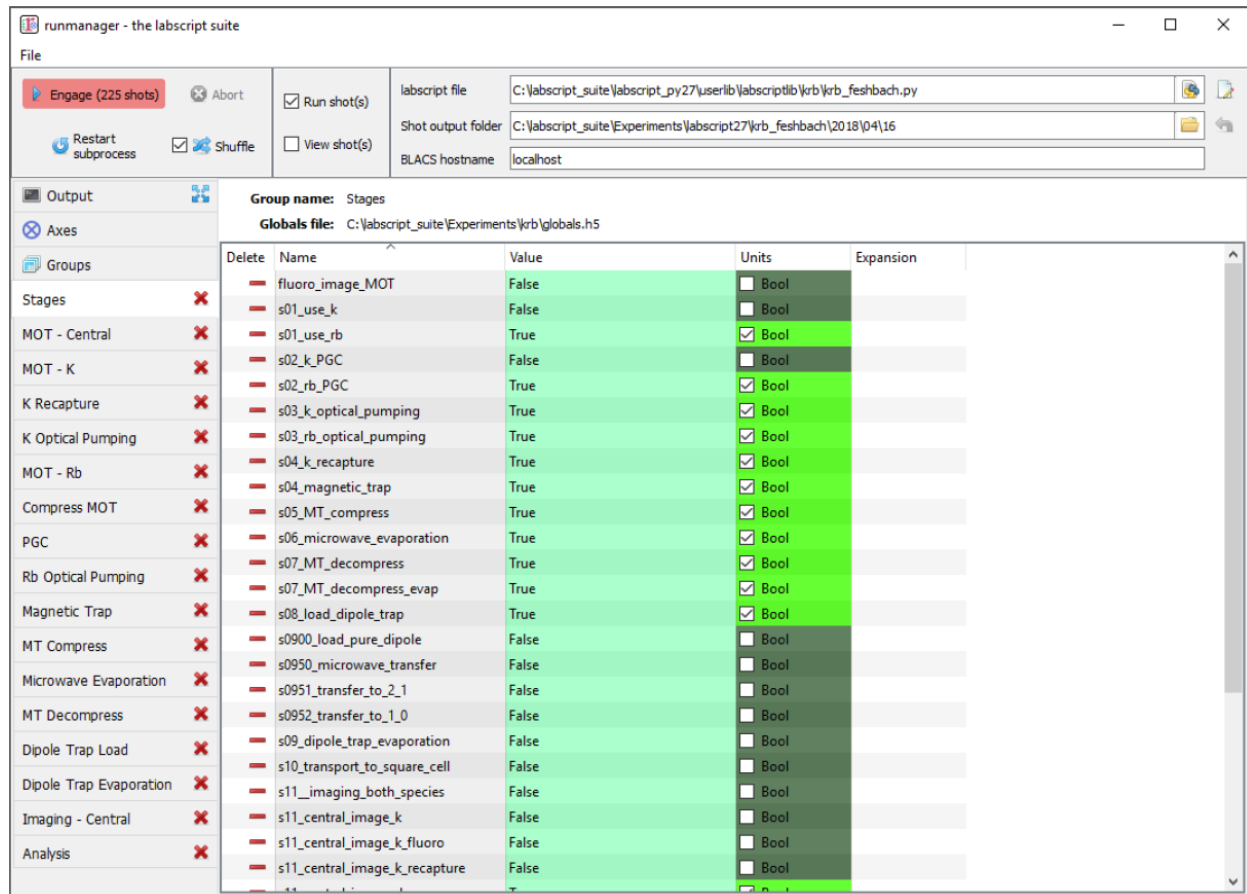 runmanager - the labscript suite
File
Engage (225 shots)
Abort
Restart subprocess
Shuffle
Run shot(s)
View shot(s)
labscript file C:\labscript_suite\labscript_py27\userlib\labscriptlib\krb\krb_feshbach.py
Shot output folder C:\labscript_suite\Experiments\labscript27\krb_feshbach\2018\04\16
BLACS hostname localhost
Output
Axes
Groups
Stages
MOT - Central
MOT - K
K Recapture
K Optical Pumping
MOT - Rb
Compress MOT
PGC
Rb Optical Pumping
Magnetic Trap
MT Compress
Microwave Evaporation
MT Decompress
Dipole Trap Load
Dipole Trap Evaporation
Imaging - Central
Analysis
Group name: Stages
Globals file: C:\labscript_suite\Experiments\krb\globals.h5
Delete Name Value Units Expansion
fluoro_image_MOT False Bool
s01_use_k False Bool
s01_use_rb True Bool
s02_k_PGC False Bool
s02_rb_PGC True Bool
s03_k_optical_pumping True Bool
s03_rb_optical_pumping True Bool
s04_k_recapture True Bool
s04_magnetic_trap True Bool
s05_MT_compress True Bool
s06_microwave_evaporation True Bool
s07_MT_decompress True Bool
s07_MT_decompress_evap True Bool
s08_load_dipole_trap True Bool
s0900_load_pure_dipole False Bool
s0950_microwave_transfer False Bool
s0951_transfer_to_2_1 False Bool
s0952_transfer_to_1_0 False Bool
s09_dipole_trap_evaporation False Bool
s10_transport_to_square_cell False Bool
s11__imaging_both_species False Bool
s11_central_image_k False Bool
s11_central_image_k_fluoro False Bool
s11_central_image_k_recapture False Bool